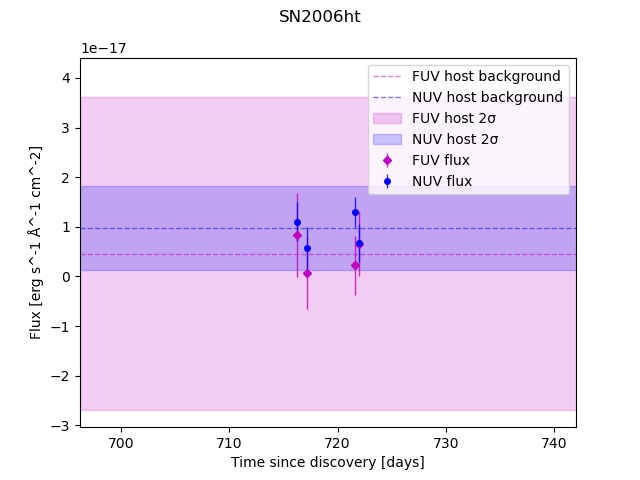 SN2006ht
1e−17
FUV host background
NUV host background
FUV host 2σ
NUV host 2σ
FUV flux
NUV flux
4
3
2
1
0
−1
−2
−3
Flux [erg s^-1 Å^-1 cm^-2]
700
710
720
730
740
Time since discovery [days]